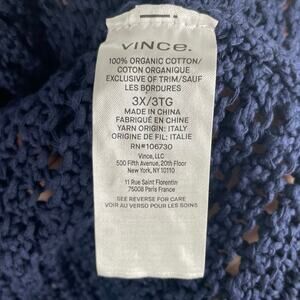 VINCE.
100% ORGANIC COTTON/
COTON ORGANIQUE
EXCLUSIVE OF TRIM/SAUF
LES BORDURES
3X/3TG
MADE IN CHINA
FABRIQUÉ EN CHINE
YARN ORIGIN: ITALY
ORIGINE DE FIL: ITALIE
RN#106730
Vince, LLC
500 Fifth Avenue, 20th Floor
New York, NY 10110
11 Rue Saint Florentin
75008 Paris France
SEE REVERSE FOR CARE
VOIR AU VERSO POUR LES SOINS